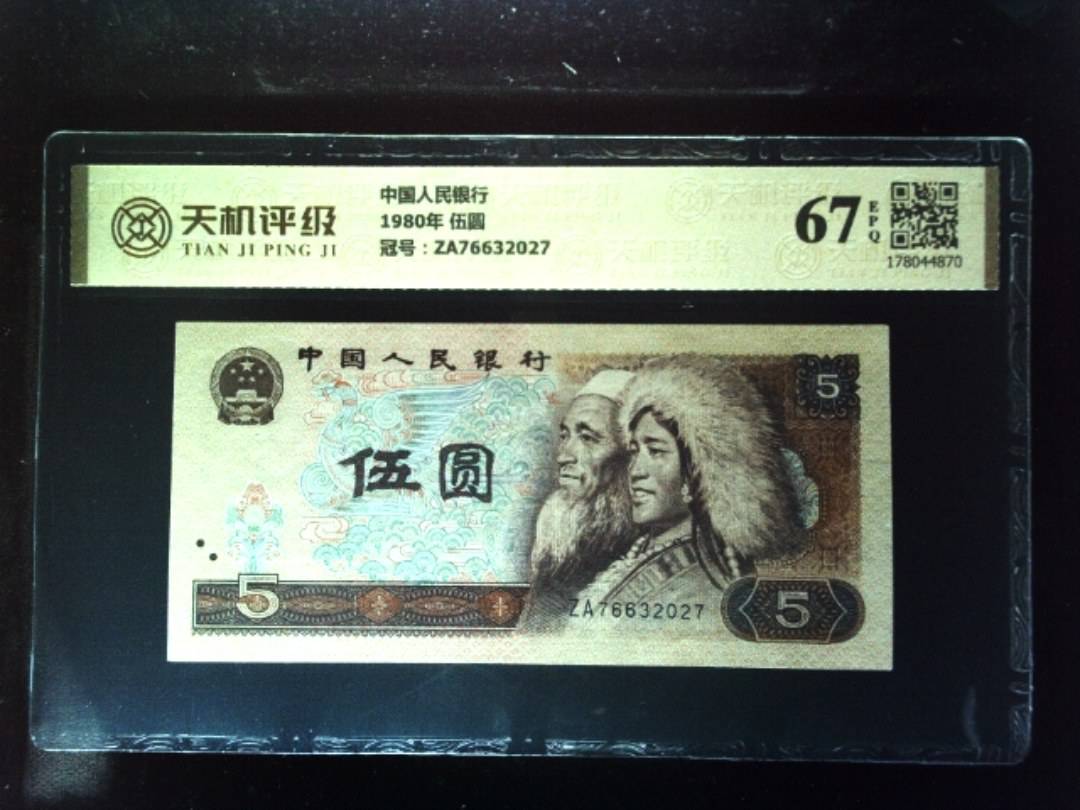 天机评级
TIAN JI PING JI
中国人民银行
1980年 伍圆
冠号：ZA76632027
67
EPQ
178044870
中国人民银行
5
伍圆
5
ZA76632027
5